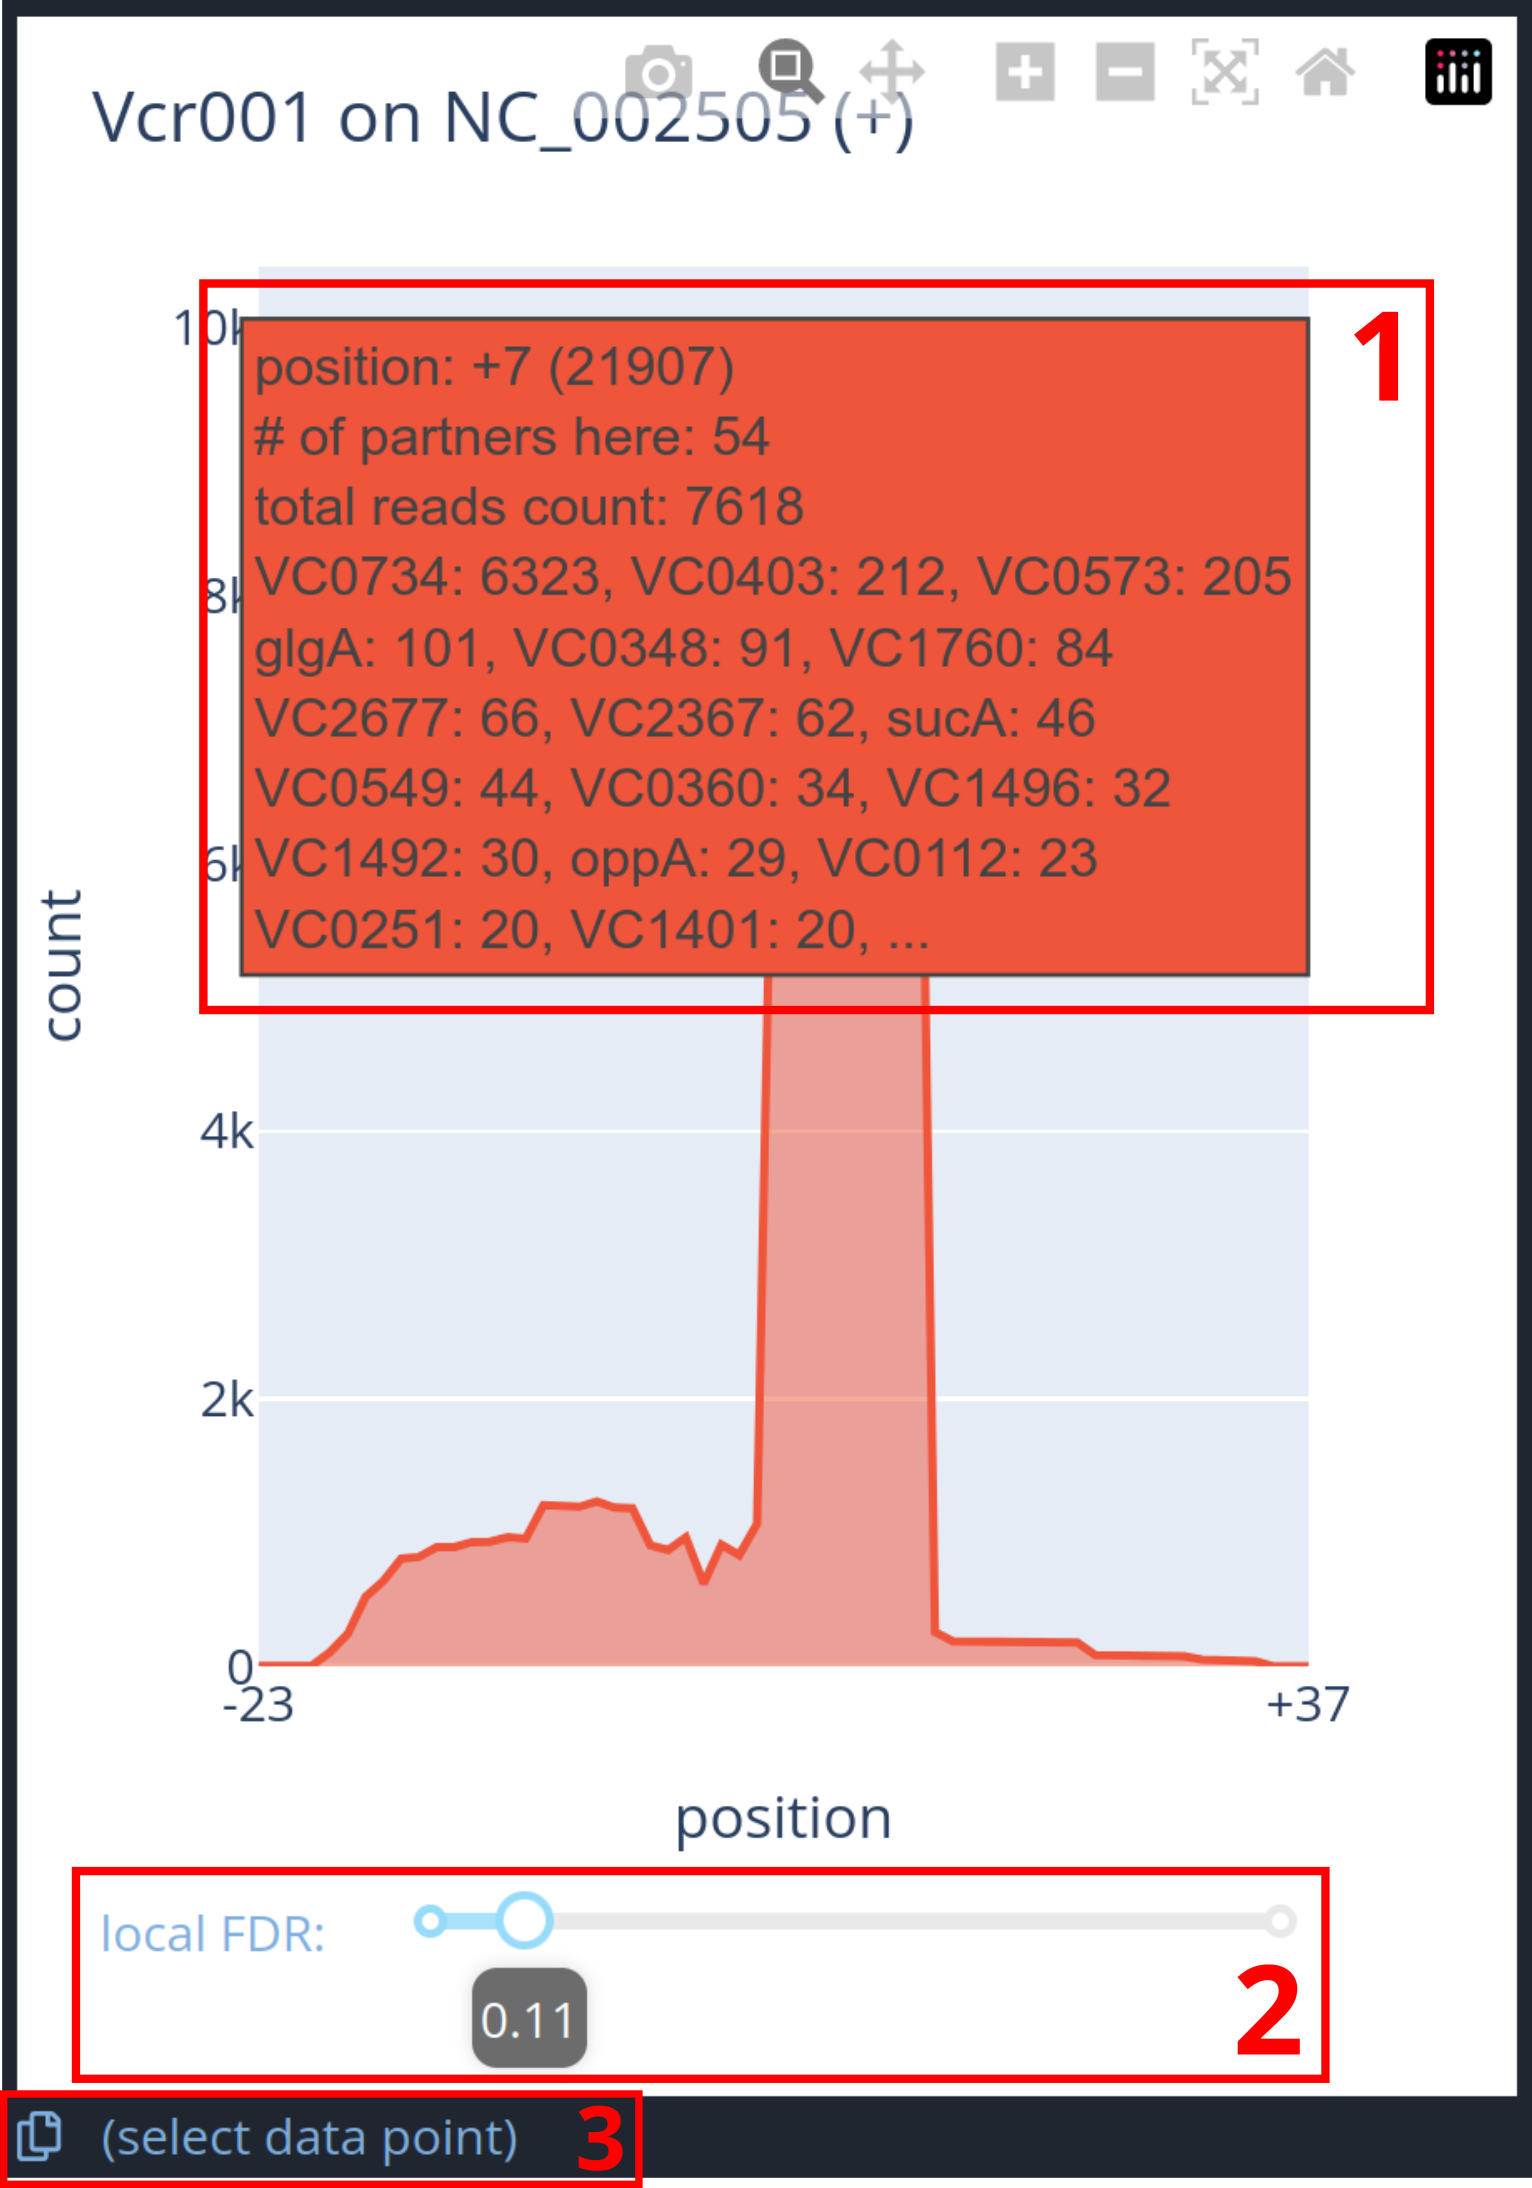 Vcr001 on NC_002505 (+)
10k
1
position: +7 (21907)
# of partners here: 54
total reads count: 7618
VC0734: 6323, VC0403: 212, VC0573: 205
8k
glgA: 101, VC0348: 91, VC1760: 84
VC2677: 66, VC2367: 62, sucA: 46
VC0549: 44, VC0360: 34, VC1496: 32
6k
VC1492: 30, oppA: 29, VC0112: 23
VC0251: 20, VC1401: 20, ...
count
4k
2k
0
-23
+37
position
local FDR:
0.11
2
(select data point)
3